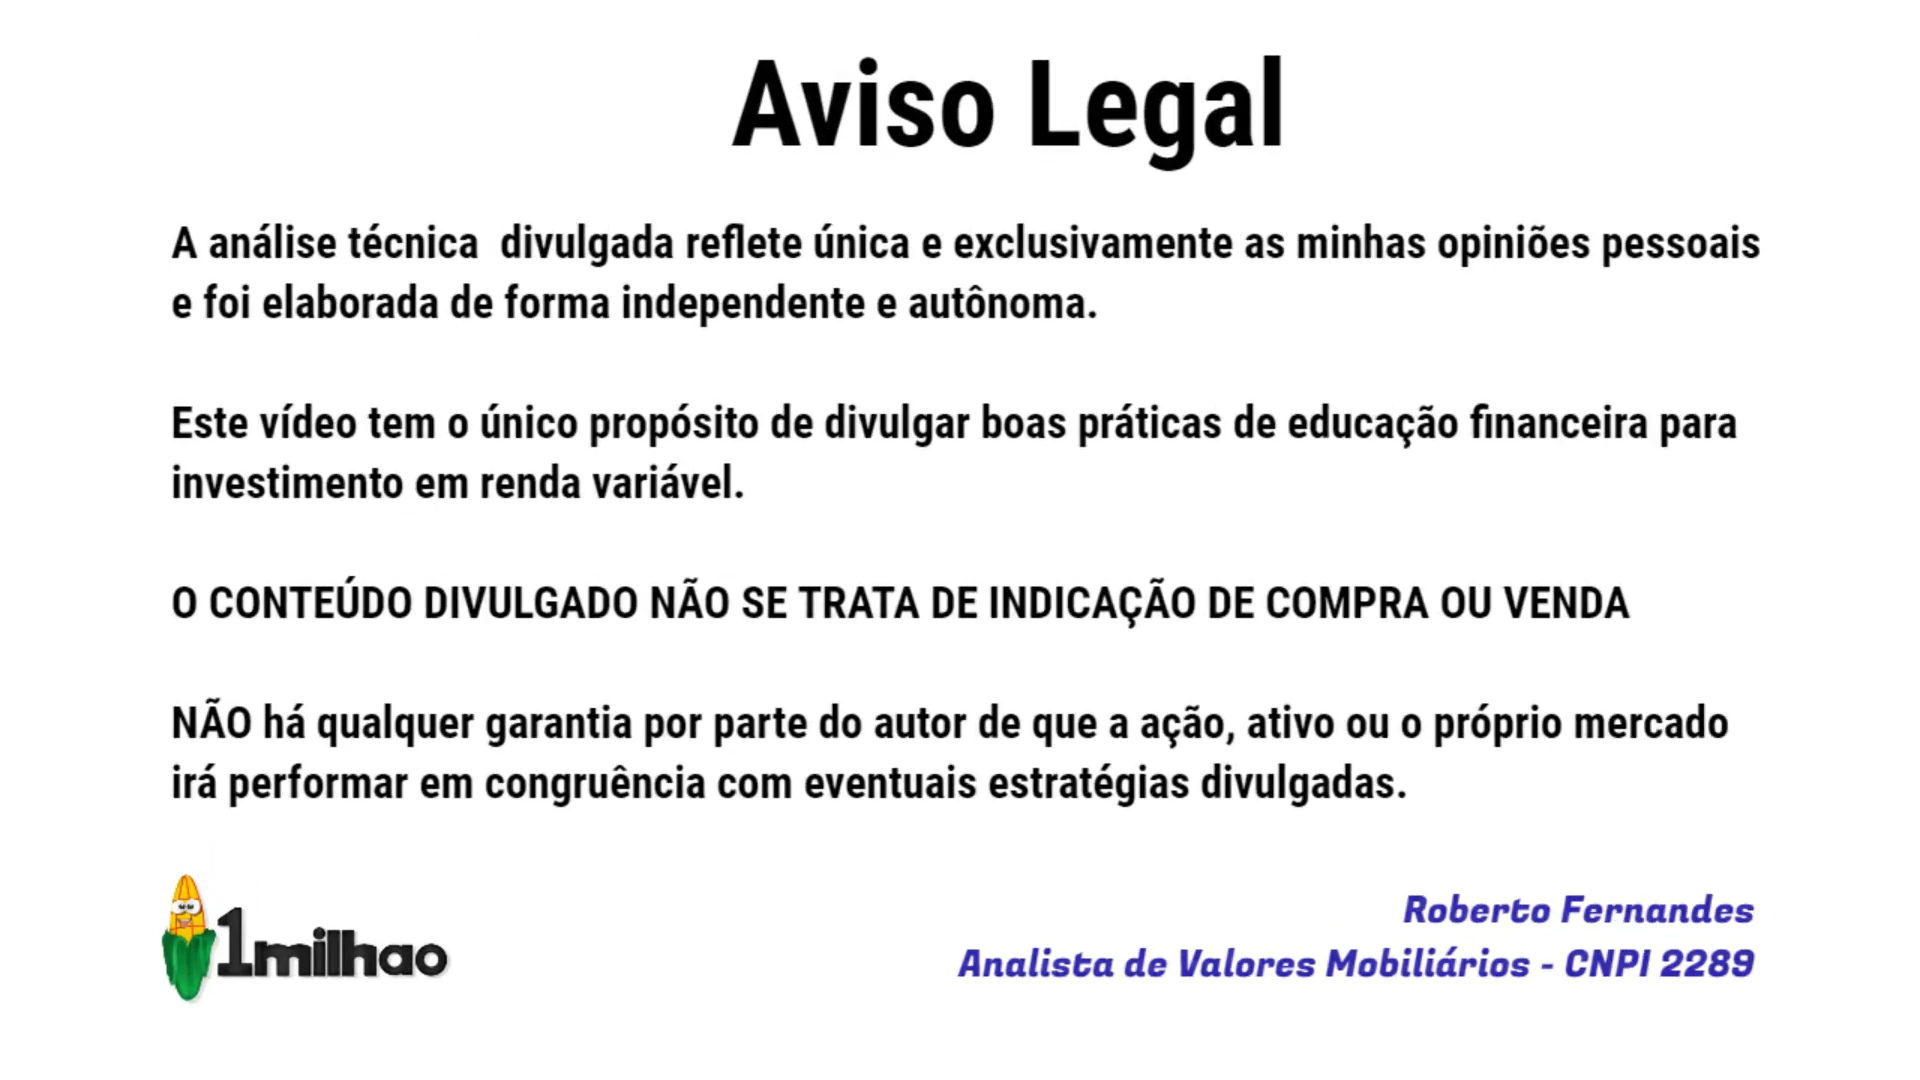 Aviso Legal
A análise técnica divulgada reflete única e exclusivamente as minhas opiniões pessoais
e foi elaborada de forma independente e autônoma.
Este vídeo tem o único propósito de divulgar boas práticas de educação financeira para
investimento em renda variável.
O CONTEÚDO DIVULGADO NÃO SE TRATA DE INDICAÇÃO DE COMPRA OU VENDA
NÃO há qualquer garantia por parte do autor de que a ação, ativo ou o próprio mercado
irá performar em congruência com eventuais estratégias divulgadas.
1milhao
Roberto Fernandes
Analista de Valores Mobiliários - CNPI 2289